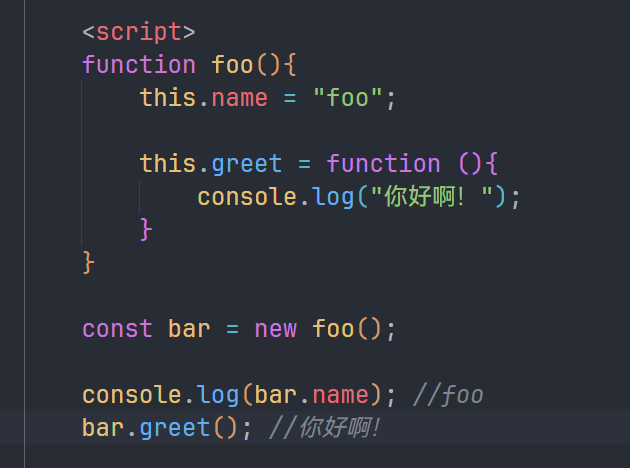 <script>
function foo(){
this.name = "foo";
this.greet = function (){
console.log("你好啊！");
}
}
const bar = new foo();
console.log(bar.name); //foo
bar.greet(); //你好啊！